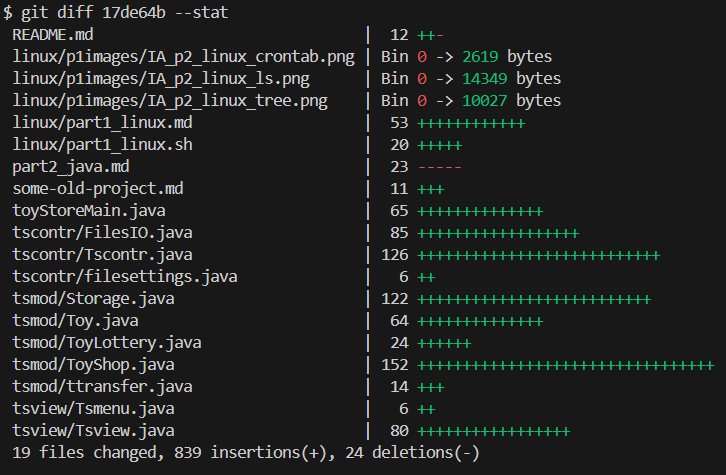 $ git diff 17de64b --stat
 README.md                              |  12 ++-
 linux/p1images/IA_p2_linux_crontab.png | Bin 0 -> 2619 bytes
 linux/p1images/IA_p2_linux_ls.png      | Bin 0 -> 14349 bytes
 linux/p1images/IA_p2_linux_tree.png    | Bin 0 -> 10027 bytes
 linux/part1_linux.md                   |  53 ++++++++++++
 linux/part1_linux.sh                   |  20 +++++
 part2_java.md                          |  23 -----
 some-old-project.md                    |  11 +++
 toyStoreMain.java                      |  65 ++++++++++++++
 tscontr/FilesIO.java                   |  85 ++++++++++++++++++
 tscontr/Tscontr.java                   | 126 +++++++++++++++++++++++++++
 tscontr/filesettings.java              |   6 ++
 tsmod/Storage.java                     | 122 ++++++++++++++++++++++++++
 tsmod/Toy.java                         |  64 ++++++++++++++
 tsmod/ToyLottery.java                  |  24 ++++++
 tsmod/ToyShop.java                     | 152 +++++++++++++++++++++++++++++++++
 tsmod/ttransfer.java                   |  14 +++
 tsview/Tsmenu.java                     |   6 ++
 tsview/Tsview.java                     |  80 +++++++++++++++++
 19 files changed, 839 insertions(+), 24 deletions(-)